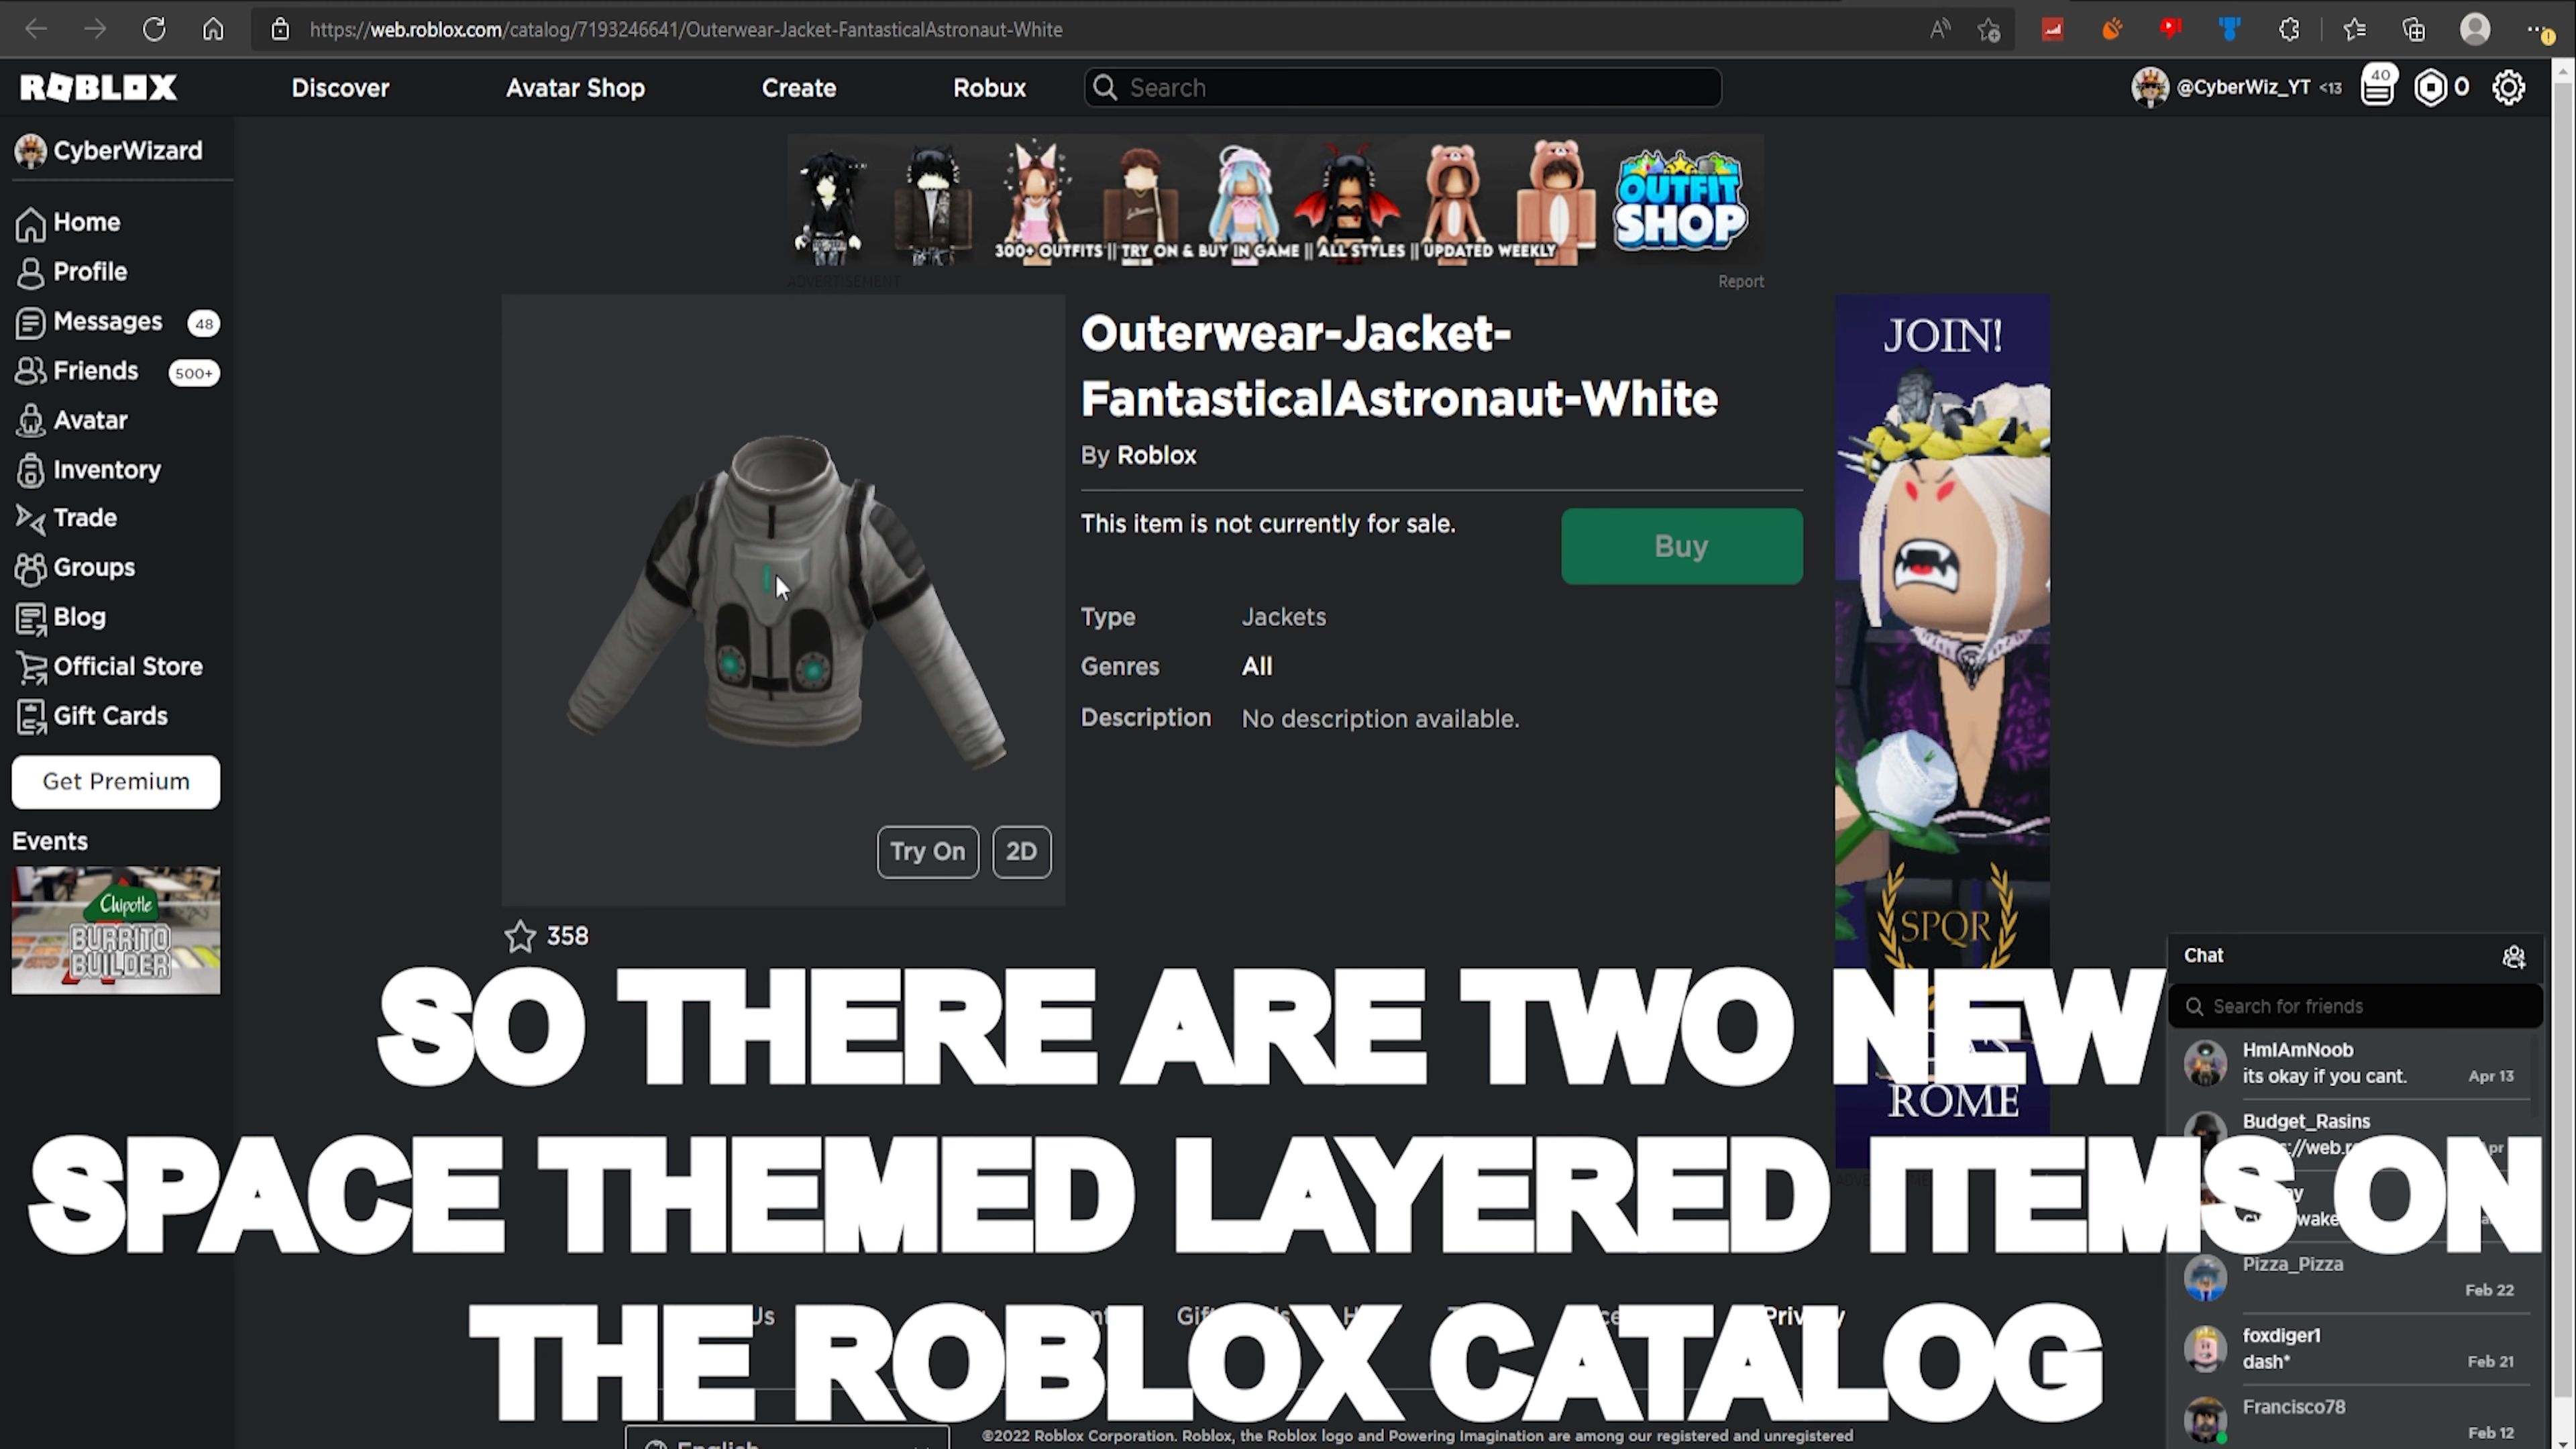 https://web.roblox.com/catalog/7193246641/Outerwear-Jacket-FantasticalAstronaut-White
ROBLOX
Discover
Avatar Shop
Create
Robux
Search
@CyberWiz_YT <13
40
0
CyberWizard
Home
Profile
Messages 48
Friends 500+
Avatar
Inventory
Trade
Groups
Blog
Official Store
Gift Cards
Get Premium
Events
Chipotle
BURRITO
BUILDER
OUTFIT
SHOP
300+ OUTFITS || TRY ON & BUY IN GAME || ALL STYLES || UPDATED WEEKLY
ADVERTISEMENT
Report
Outerwear-Jacket-
FantasticalAstronaut-White
By Roblox
This item is not currently for sale.
Buy
Type Jackets
Genres All
Description No description available.
Try On
2D
358
JOIN!
SPQR
ROME
SO THERE ARE TWO NEW
SPACE THEMED LAYERED ITEMS ON
THE ROBLOX CATALOG
Chat
Search for friends
HmIAmNoob
its okay if you cant. Apr 13
Budget_Rasins
Pizza_Pizza
Feb 22
foxdiger1
dash* Feb 21
Francisco78
Feb 12
English
©2022 Roblox Corporation. Roblox, the Roblox logo and Powering Imagination are among our registered and unregistered